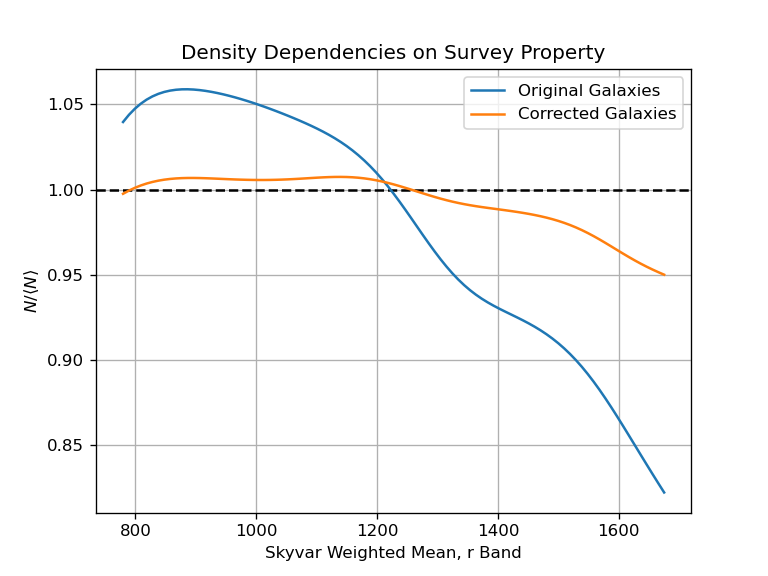 Density Dependencies on Survey Property
Original Galaxies
Corrected Galaxies
N/⟨N⟩
1.05
1.00
0.95
0.90
0.85
800 1000 1200 1400 1600
Skyvar Weighted Mean, r Band